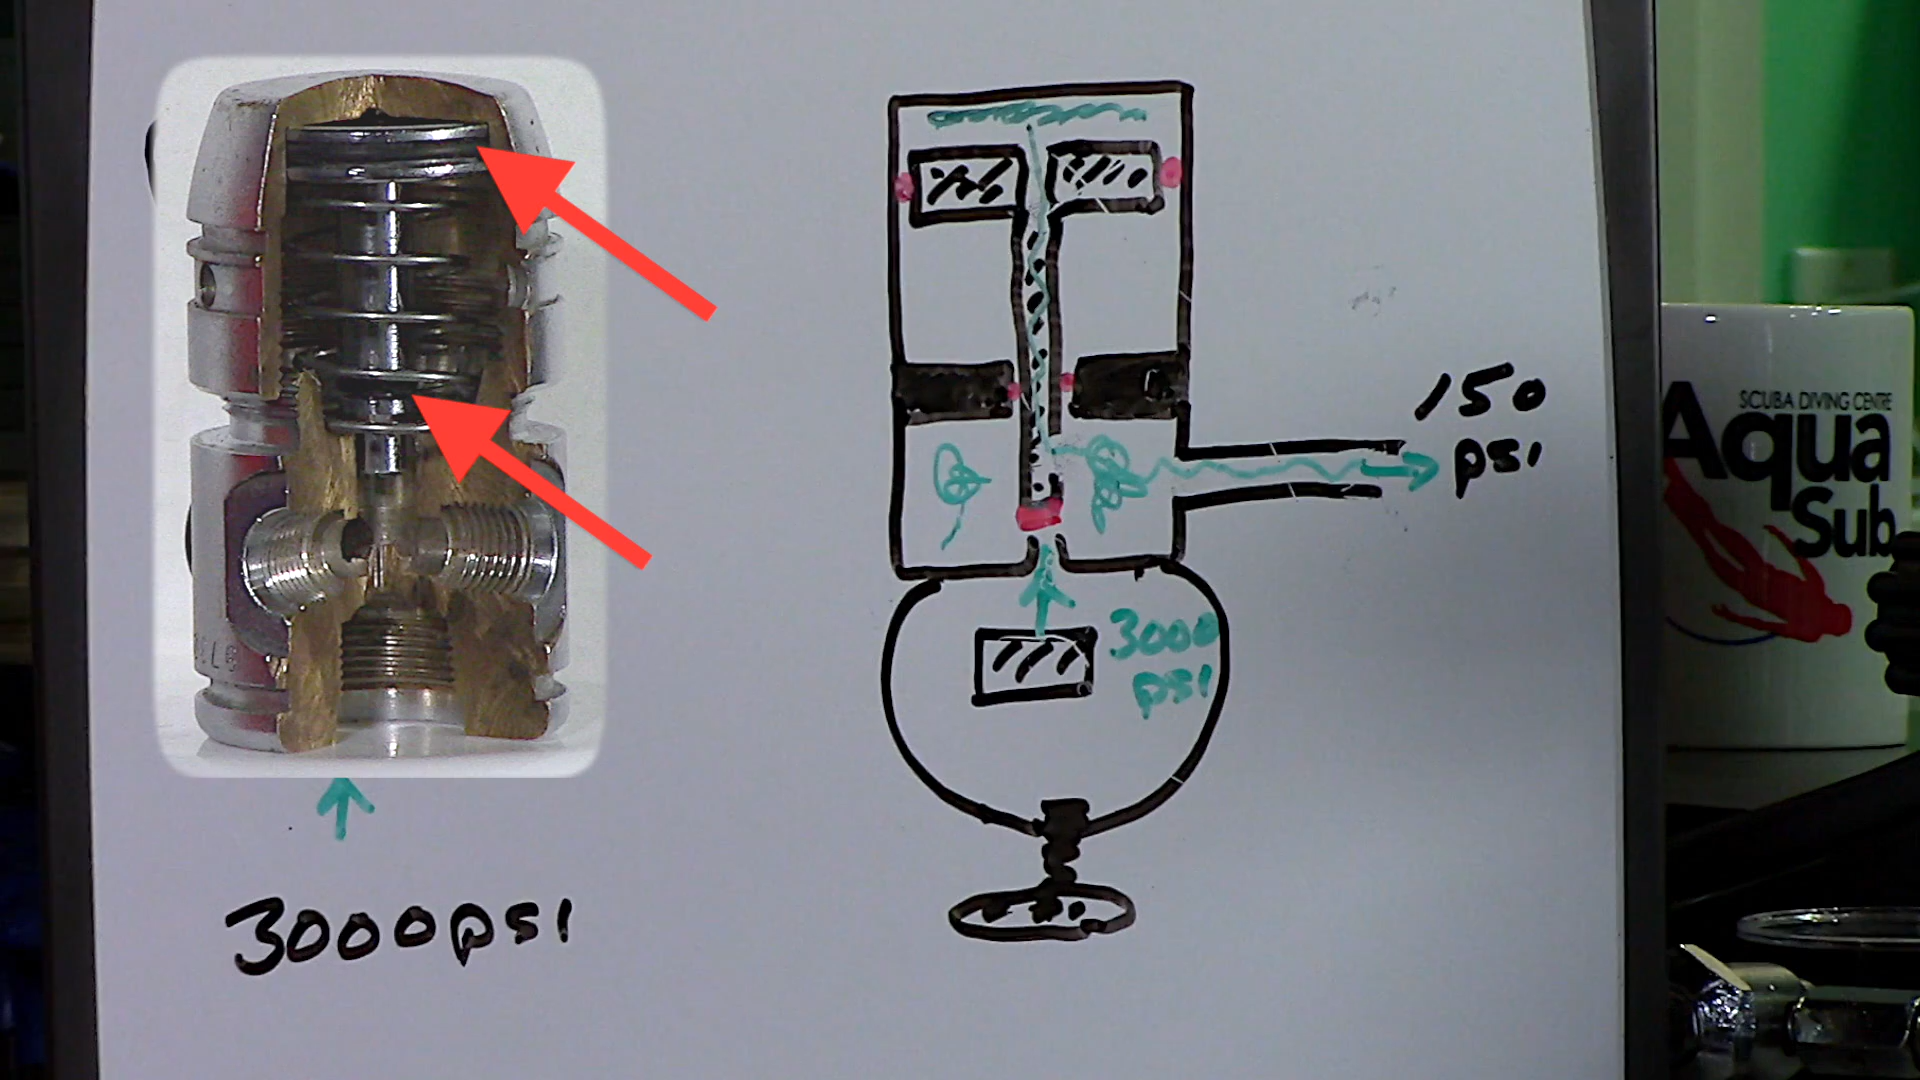 3000psi
150
psi
3000
psi
SCUBA DIVING CENTRE
Aqua
Sub